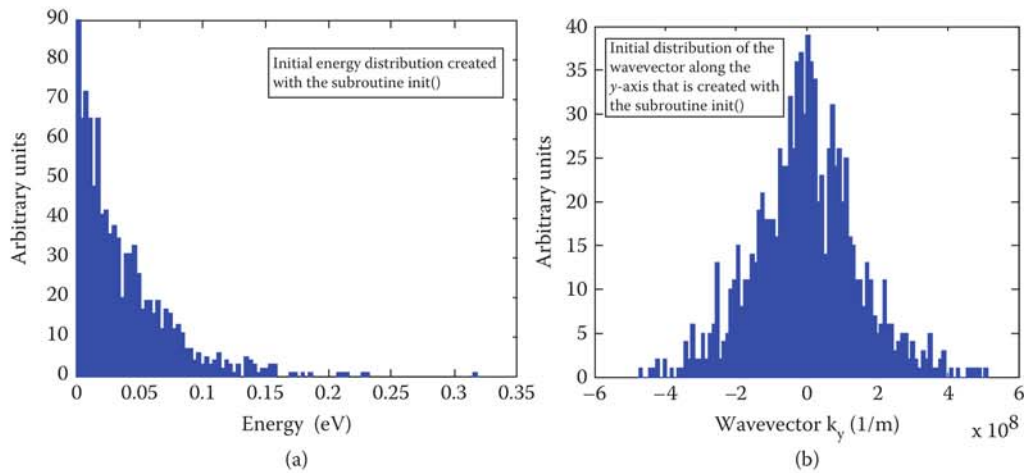 90
80
70
60
50
40
30
20
10
0
Arbitrary units
Initial energy distribution created
with the subroutine init()
0
0.05
0.1
0.15
0.2
0.25
0.3
0.35
Energy (eV)
(a)
40
35
30
25
20
15
10
5
0
Arbitrary units
Initial distribution of the
wavevector along the
y-axis that is created with
the subroutine init()
−6
−4
−2
0
2
4
6
Wavevector ky (1/m)
x 10^8
(b)